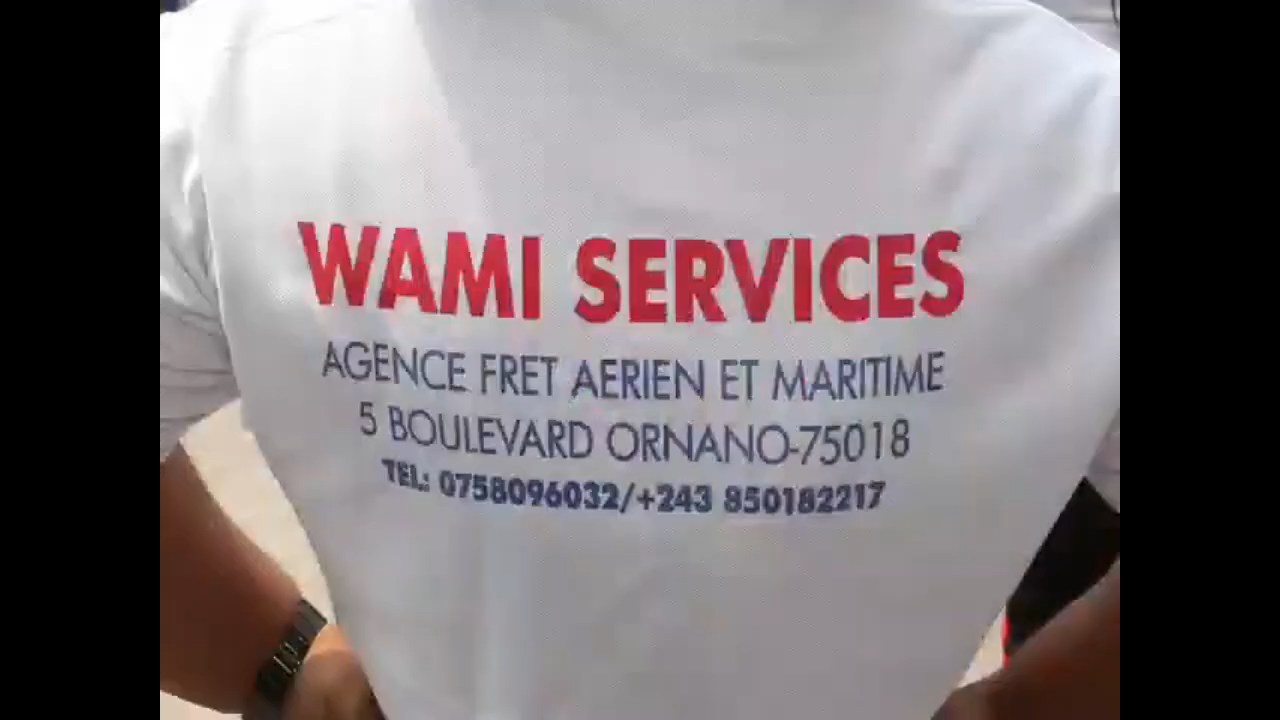 WAMI SERVICES
AGENCE FRET AERIEN ET MARITIME
5 BOULEVARD ORNANO-75018
TEL: 0758096032/+243 850182217